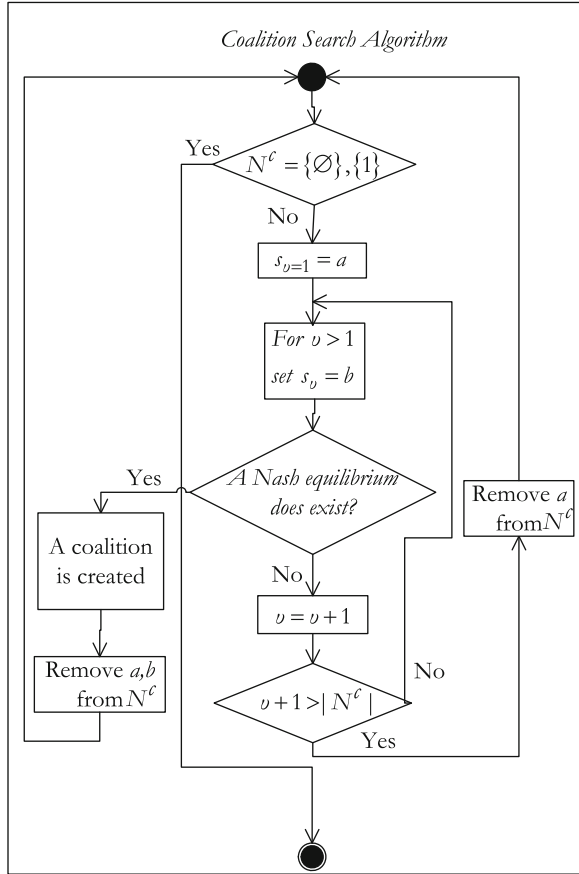 Coalition Search Algorithm
Yes
N^c = {∅},{1}
No
s_{υ=1} = a
For υ > 1
set s_υ = b
Yes
A Nash equilibrium
does exist?
Remove a
from N^c
A coalition
is created
No
υ = υ + 1
Remove a,b
from N^c
No
υ + 1 >| N^c |
Yes